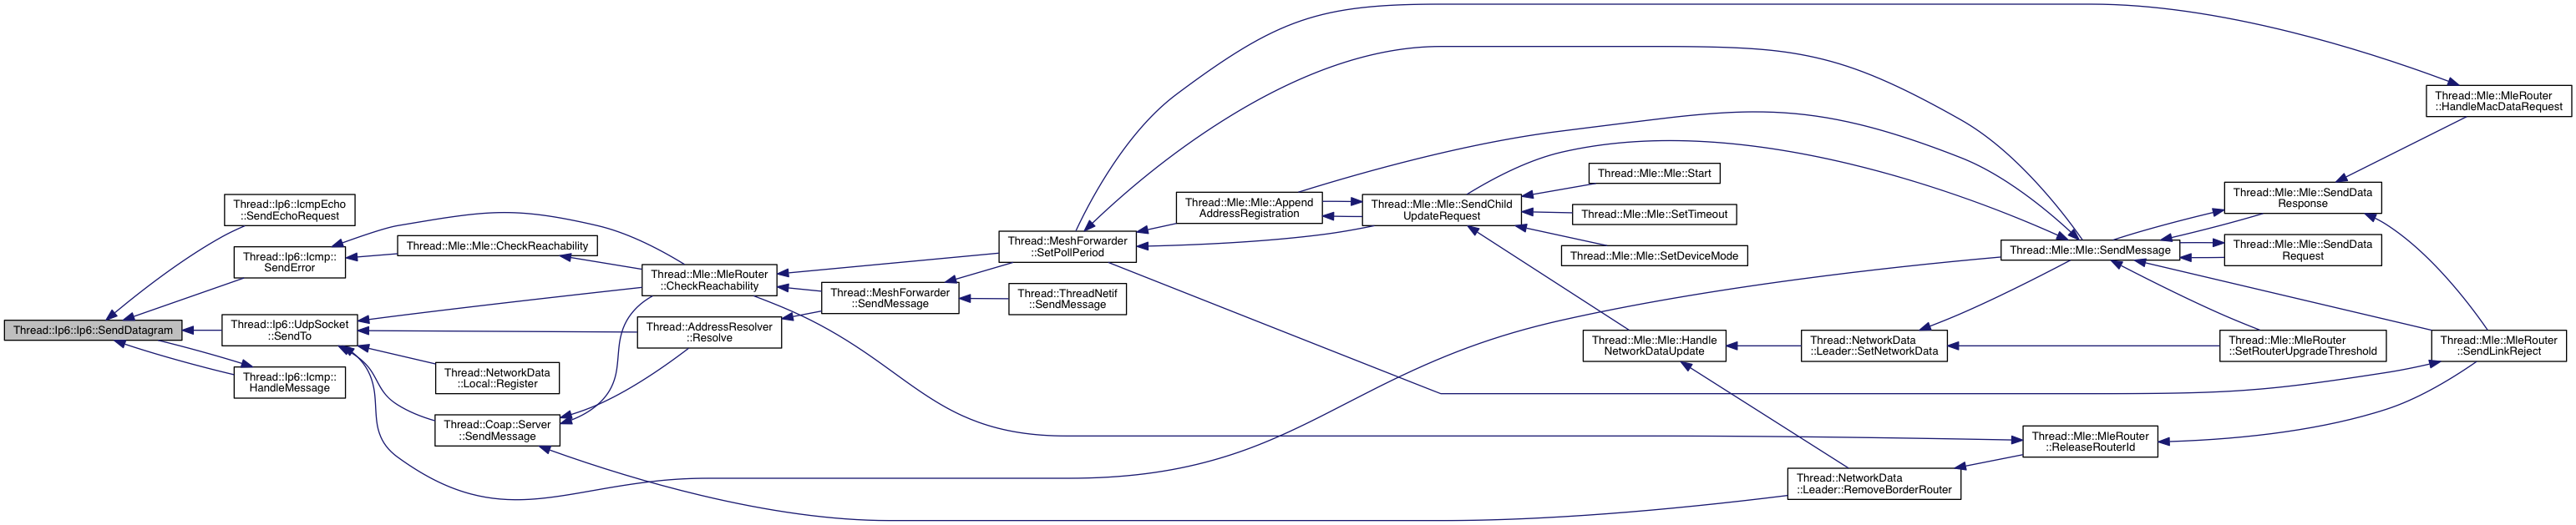 Thread::Ip6::Ip6::SendDatagram
Thread::Ip6::IcmpEcho
::SendEchoRequest
Thread::Ip6::Icmp::
SendError
Thread::Ip6::UdpSocket
::SendTo
Thread::Ip6::Icmp::
HandleMessage
Thread::Mle::Mle::CheckReachability
Thread::NetworkData
::Local::Register
Thread::Coap::Server
::SendMessage
Thread::Mle::MleRouter
::CheckReachability
Thread::AddressResolver
::Resolve
Thread::MeshForwarder
::SendMessage
Thread::MeshForwarder
::SetPollPeriod
Thread::ThreadNetif
::SendMessage
Thread::Mle::Mle::Append
AddressRegistration
Thread::Mle::Mle::SendChild
UpdateRequest
Thread::Mle::Mle::Start
Thread::Mle::Mle::SetTimeout
Thread::Mle::Mle::SetDeviceMode
Thread::Mle::Mle::Handle
NetworkDataUpdate
Thread::NetworkData
::Leader::SetNetworkData
Thread::NetworkData
::Leader::RemoveBorderRouter
Thread::Mle::Mle::SendMessage
Thread::Mle::MleRouter
::ReleaseRouterId
Thread::Mle::Mle::SendData
Response
Thread::Mle::Mle::SendData
Request
Thread::Mle::MleRouter
::SetRouterUpgradeThreshold
Thread::Mle::MleRouter
::HandleMacDataRequest
Thread::Mle::MleRouter
::SendLinkReject